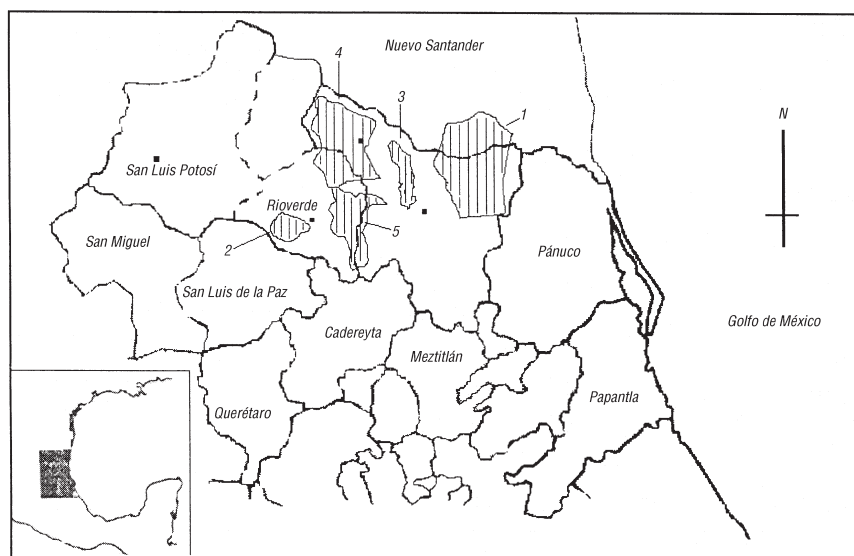 Nuevo Santander
4
3
1
N
San Luis Potosí
Rioverde
2
5
San Miguel
Pánuco
San Luis de la Paz
Golfo de México
Cadereyta
Meztitlán
Querétaro
Papantla